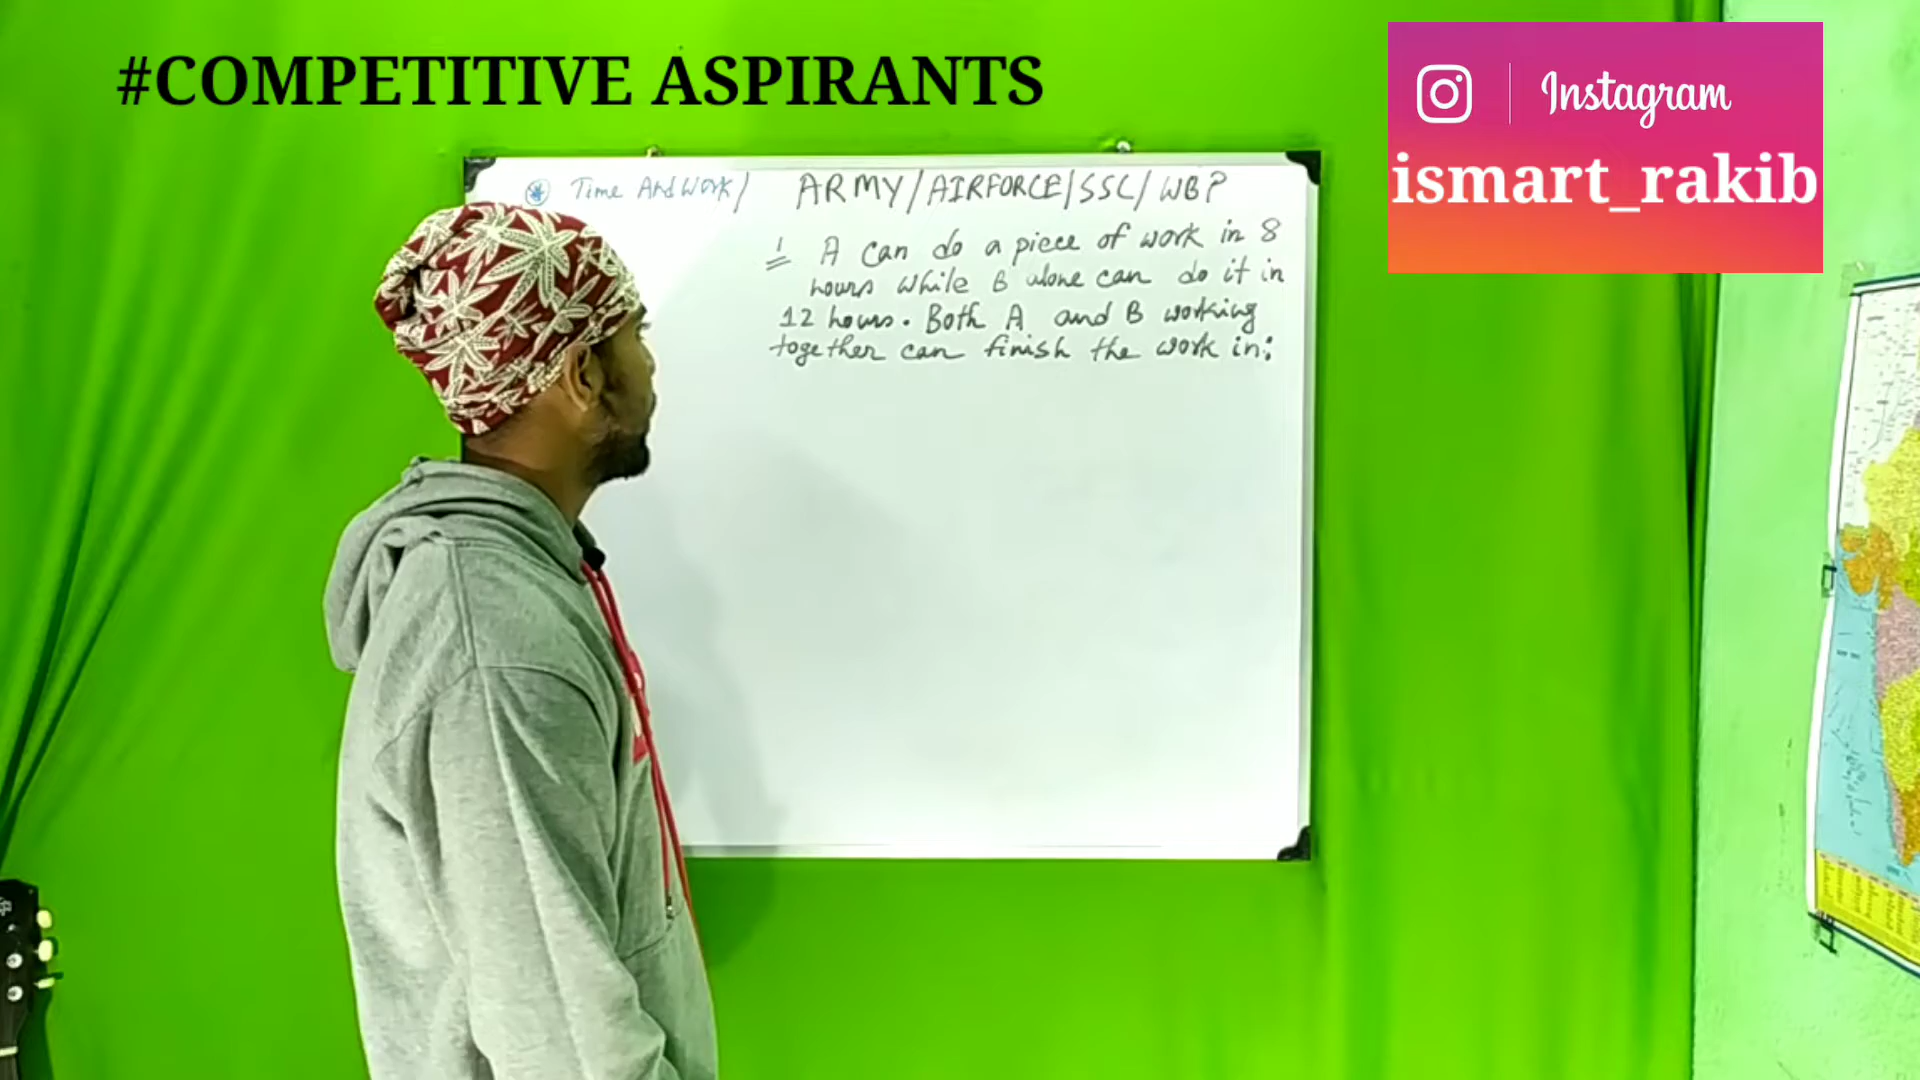 #COMPETITIVE ASPIRANTS
Instagram
ismart_rakib
Time And Work/ ARMY/AIRFORCE/SSC/WBP
1 A can do a piece of work in 8
hours while B alone can do it in
12 hours. Both A and B working
together can finish the work in: